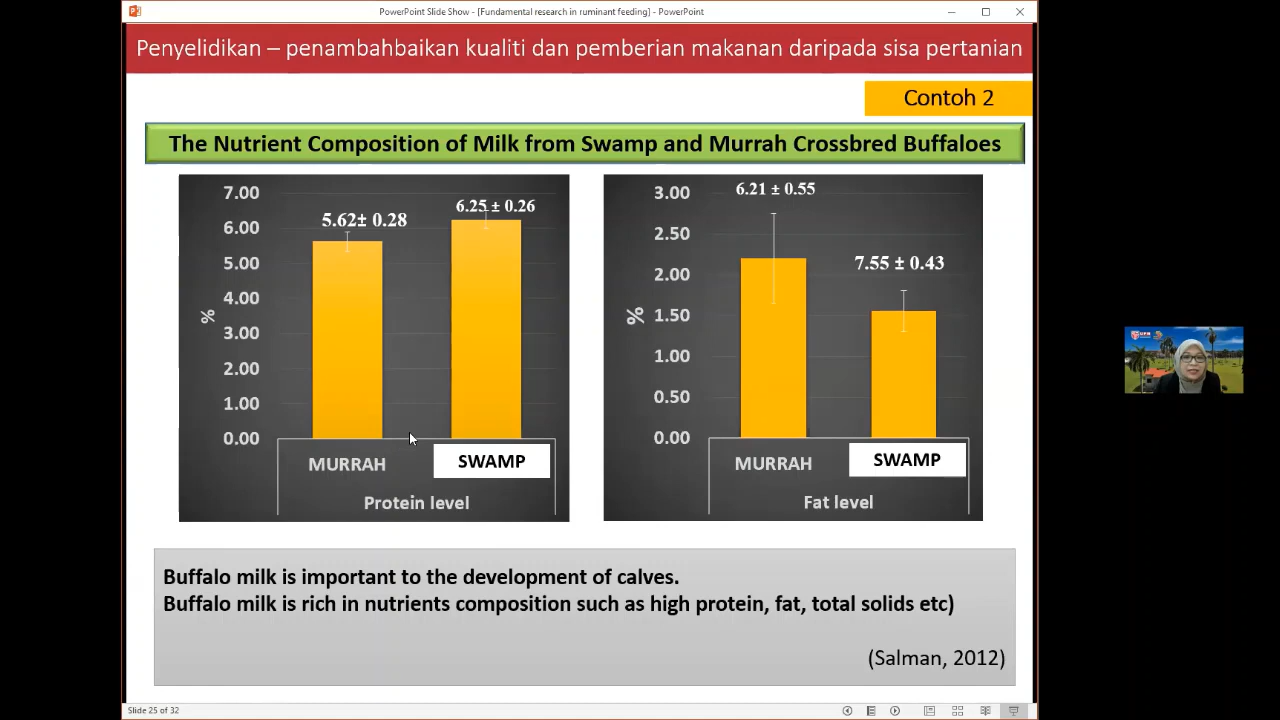 PowerPoint Slide Show - [Fundamental research in ruminant feeding] - PowerPoint
Penyelidikan – penambahbaikan kualiti dan pemberian makanan daripada sisa pertanian
Contoh 2
The Nutrient Composition of Milk from Swamp and Murrah Crossbred Buffaloes
7.00
6.00
5.00
4.00
3.00
2.00
1.00
0.00
%
5.62± 0.28
6.25 ± 0.26
MURRAH
SWAMP
Protein level
3.00
2.50
2.00
1.50
1.00
0.50
0.00
%
6.21 ± 0.55
7.55 ± 0.43
MURRAH
SWAMP
Fat level
Buffalo milk is important to the development of calves.
Buffalo milk is rich in nutrients composition such as high protein, fat, total solids etc)
(Salman, 2012)
Slide 25 of 32
UPM